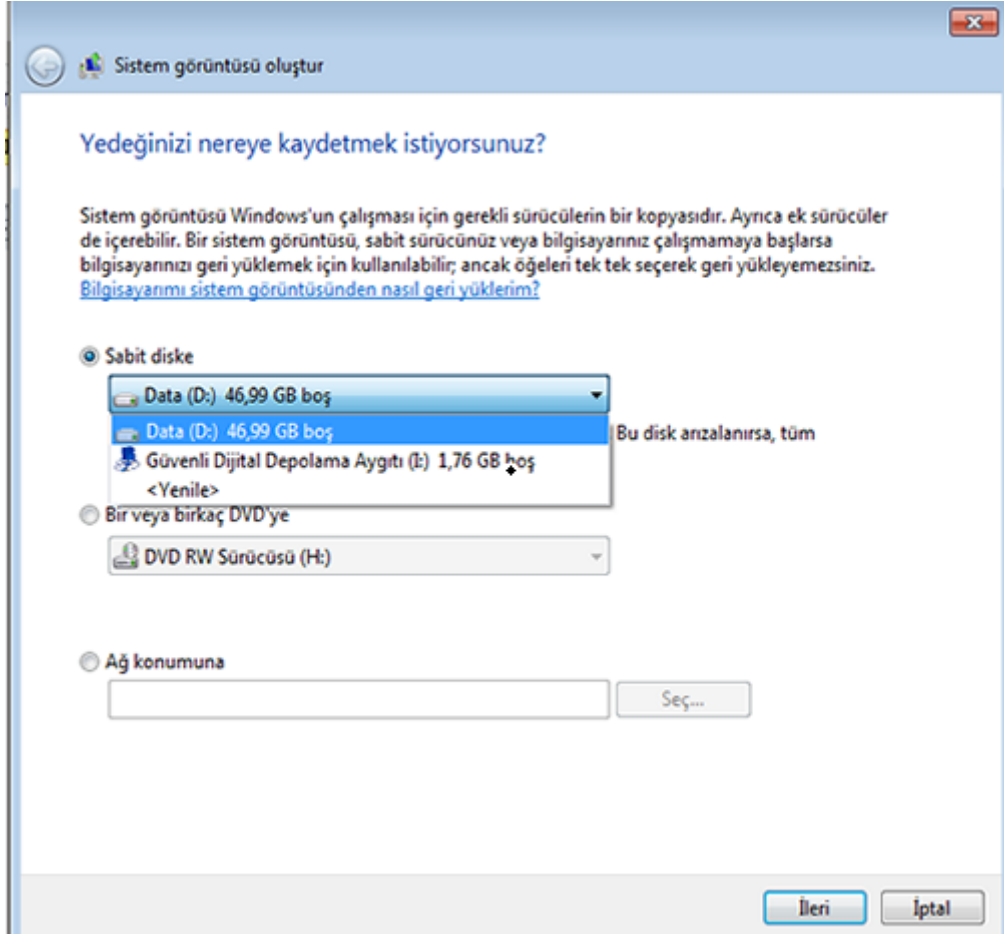 Sistem görüntüsü oluştur
Yedeğinizi nereye kaydetmek istiyorsunuz?
Sistem görüntüsü Windows'un çalışması için gerekli sürücülerin bir kopyasıdır. Ayrıca ek sürücüler
de içerebilir. Bir sistem görüntüsü, sabit sürücünüz veya bilgisayarınız çalışmamaya başlarsa
bilgisayarınızı geri yüklemek için kullanılabilir; ancak öğeleri tek tek seçerek geri yükleyemezsiniz.
Bilgisayarımı sistem görüntüsünden nasıl geri yüklerim?
Sabit diske
Data (D:) 46,99 GB boş
Data (D:) 46,99 GB boş
Bu disk arızalanırsa, tüm
Güvenli Dijital Depolama Aygıtı (I:) 1,76 GB boş
<Yenile>
Bir veya birkaç DVD'ye
DVD RW Sürücüsü (H:)
Ağ konumuna
Seç...
İleri
İptal